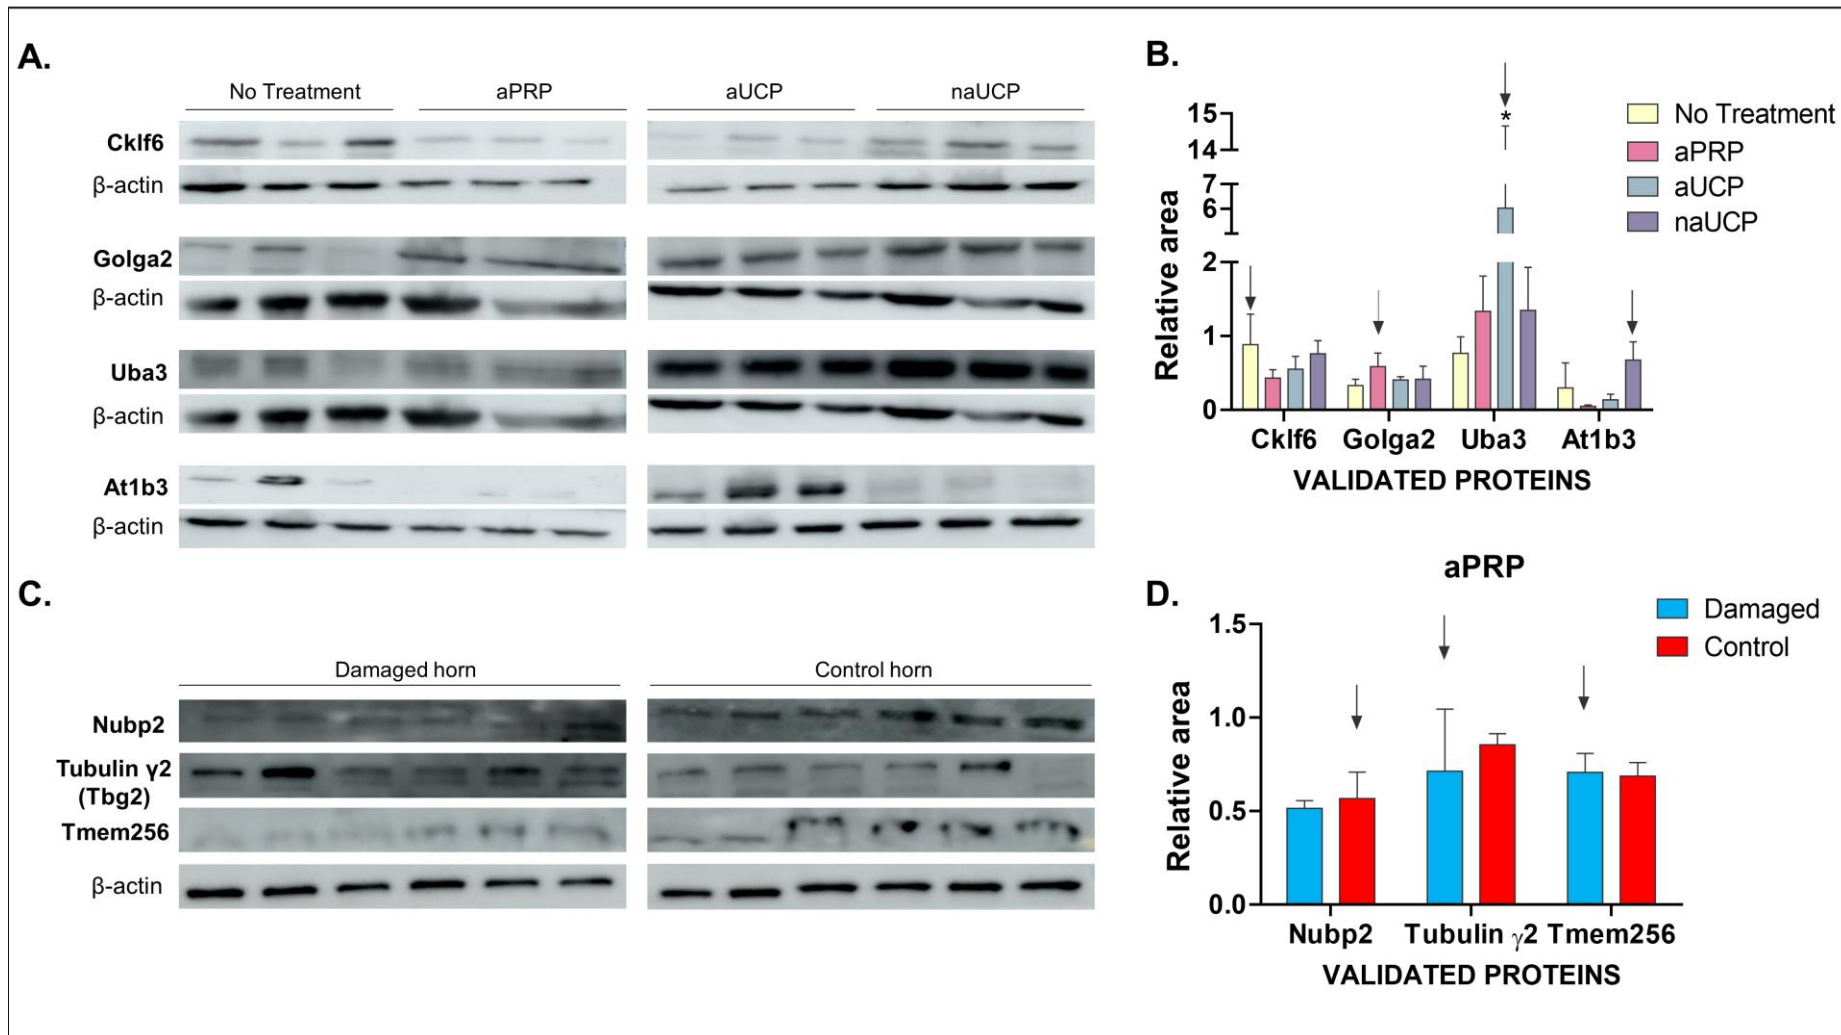 A.
No Treatment aPRP aUCP naUCP
Cklf6
β-actin
Golga2
β-actin
Uba3
β-actin
At1b3
β-actin
B.
15
14
7
6
2
1
0
*
Relative area
Cklf6 Golga2 Uba3 At1b3
VALIDATED PROTEINS
No Treatment
aPRP
aUCP
naUCP
C.
Damaged horn Control horn
Nubp2
Tubulin γ2
(Tbg2)
Tmem256
β-actin
D.
aPRP
Damaged
Control
1.5
1.0
0.5
0.0
Relative area
Nubp2 Tubulin γ2 Tmem256
VALIDATED PROTEINS